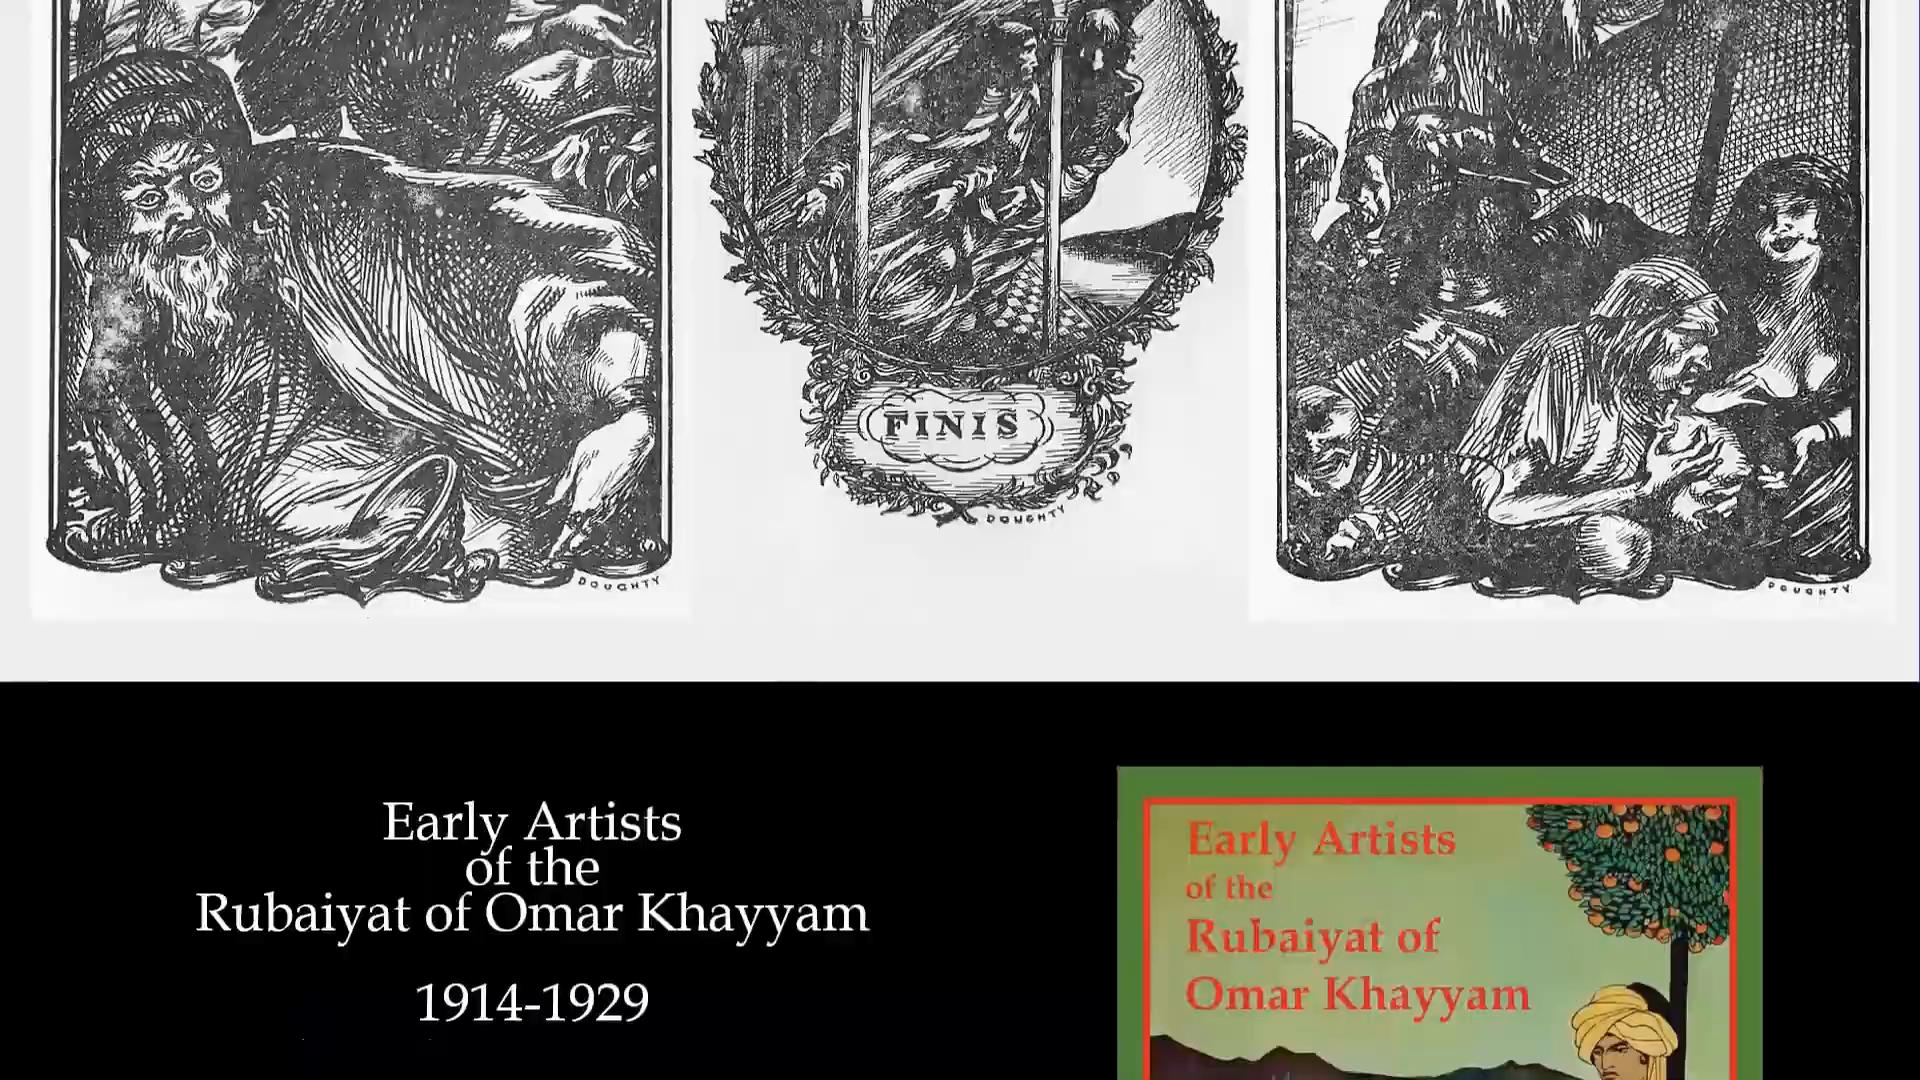 FINIS
DOUGHTY
DOUGHTY
DOUGHTY
Early Artists
of the
Rubaiyat of Omar Khayyam
1914-1929
Early Artists
of the
Rubaiyat of
Omar Khayyam